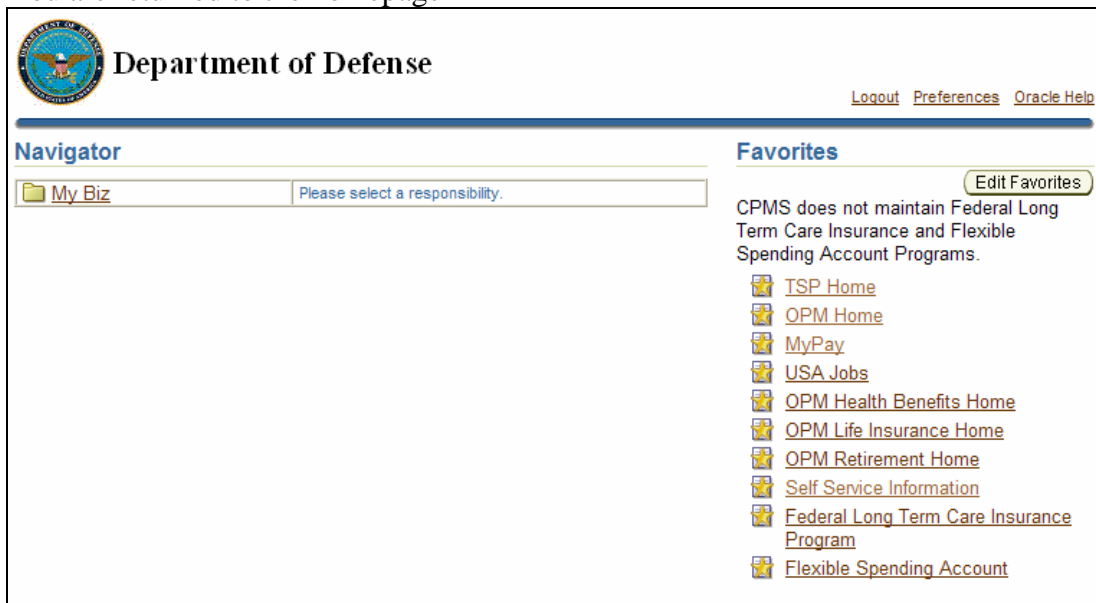 Department of Defense
Logout Preferences Oracle Help
Navigator
My Biz Please select a responsibility.
Favorites
Edit Favorites
CPMS does not maintain Federal Long
Term Care Insurance and Flexible
Spending Account Programs.
TSP Home
OPM Home
MyPay
USA Jobs
OPM Health Benefits Home
OPM Life Insurance Home
OPM Retirement Home
Self Service Information
Federal Long Term Care Insurance
Program
Flexible Spending Account